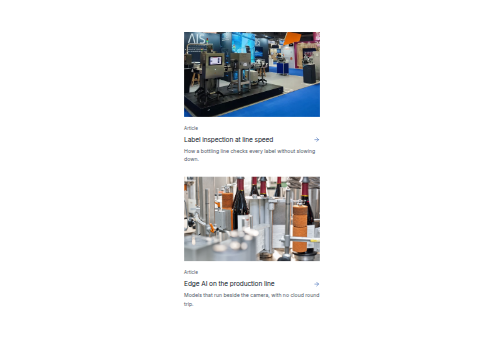 AIS
Article
Label inspection at line speed
How a bottling line checks every label without slowing
down.
Article
Edge AI on the production line
Models that run beside the camera, with no cloud round
trip.